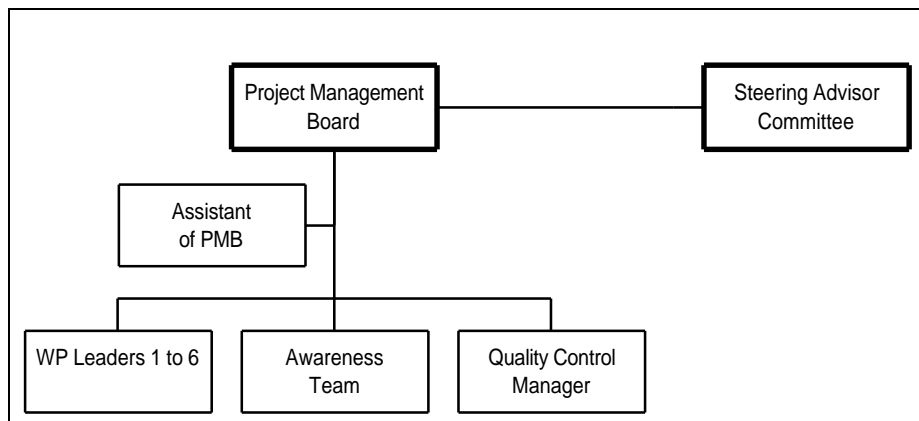 Project Management
Board
Steering Advisor
Committee
Assistant
of PMB
WP Leaders 1 to 6
Awareness
Team
Quality Control
Manager